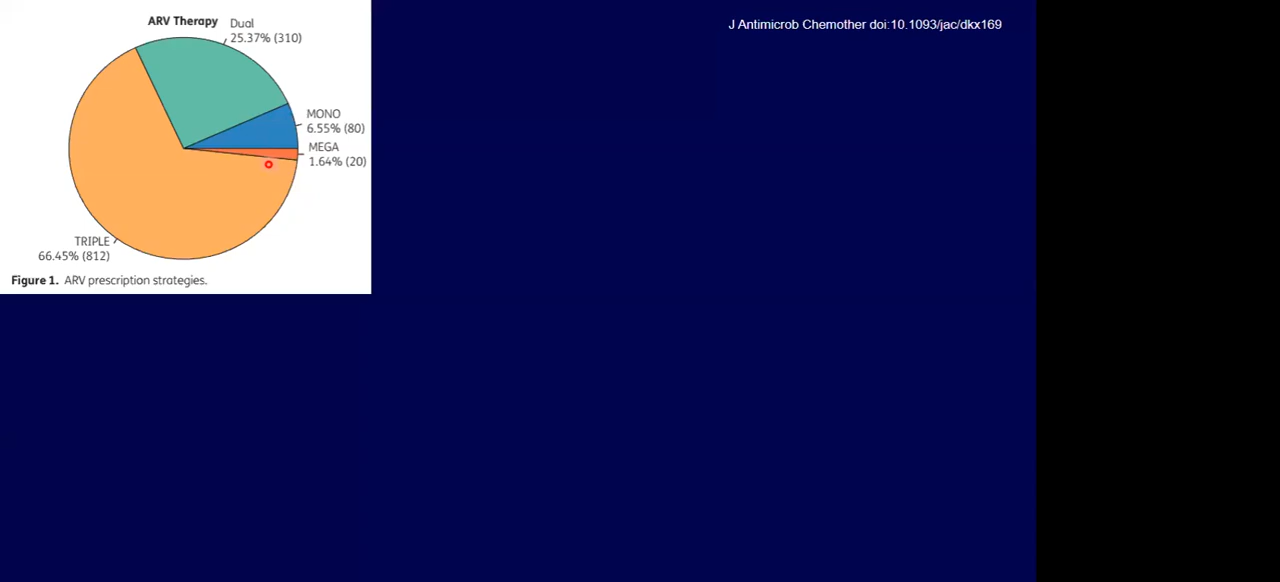 ARV Therapy
Dual
25.37% (310)
J Antimicrob Chemother doi:10.1093/jac/dkx169
MONO
6.55% (80)
MEGA
1.64% (20)
TRIPLE
66.45% (812)
Figure 1. ARV prescription strategies.